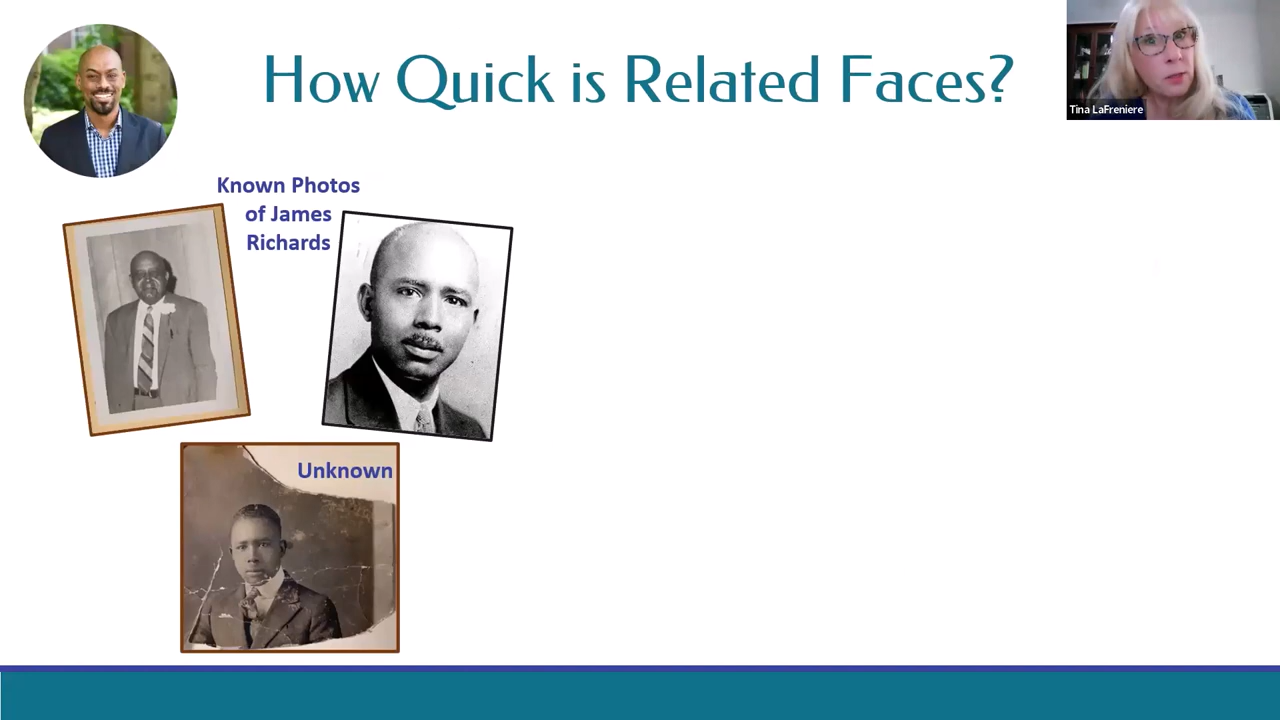 How Quick is Related Faces?
Tina LaFreniere
Known Photos
of James
Richards
Unknown